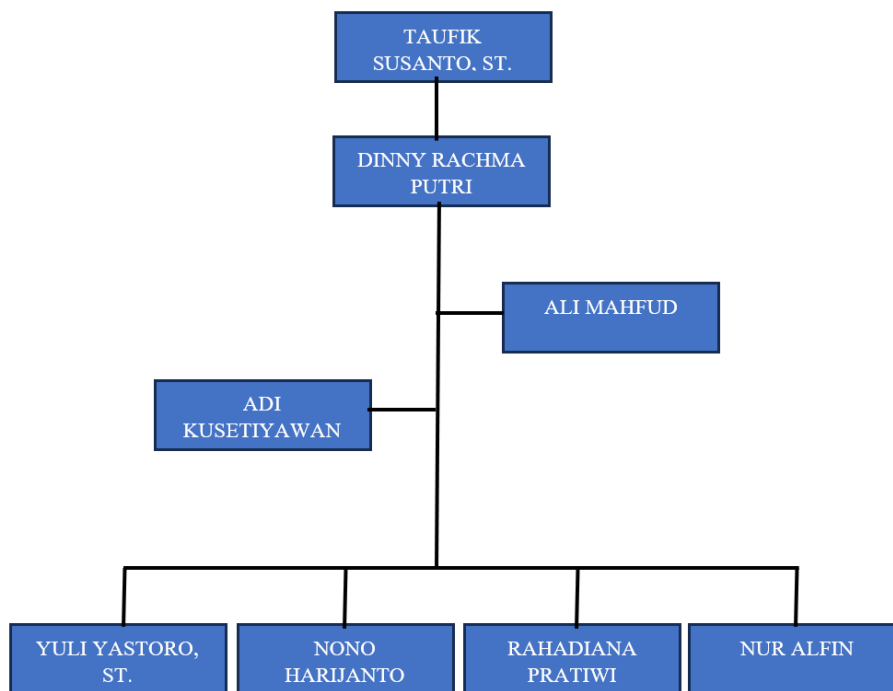 TAUFIK
SUSANTO, ST.
DINNY RACHMA
PUTRI
ALI MAHFUD
ADI
KUSETIYAWAN
YULI YASTORO,
ST.
NONO
HARIJANTO
RAHADIANA
PRATIWI
NUR ALFIN